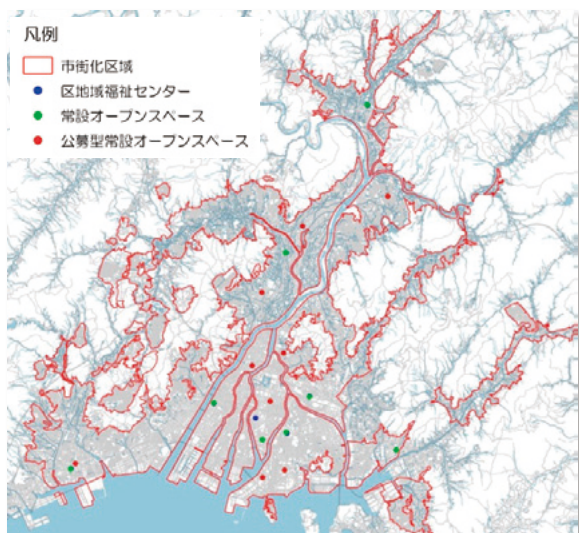 凡例
市街化区域
区地域福祉センター
常設オープンスペース
公募型常設オープンスペース